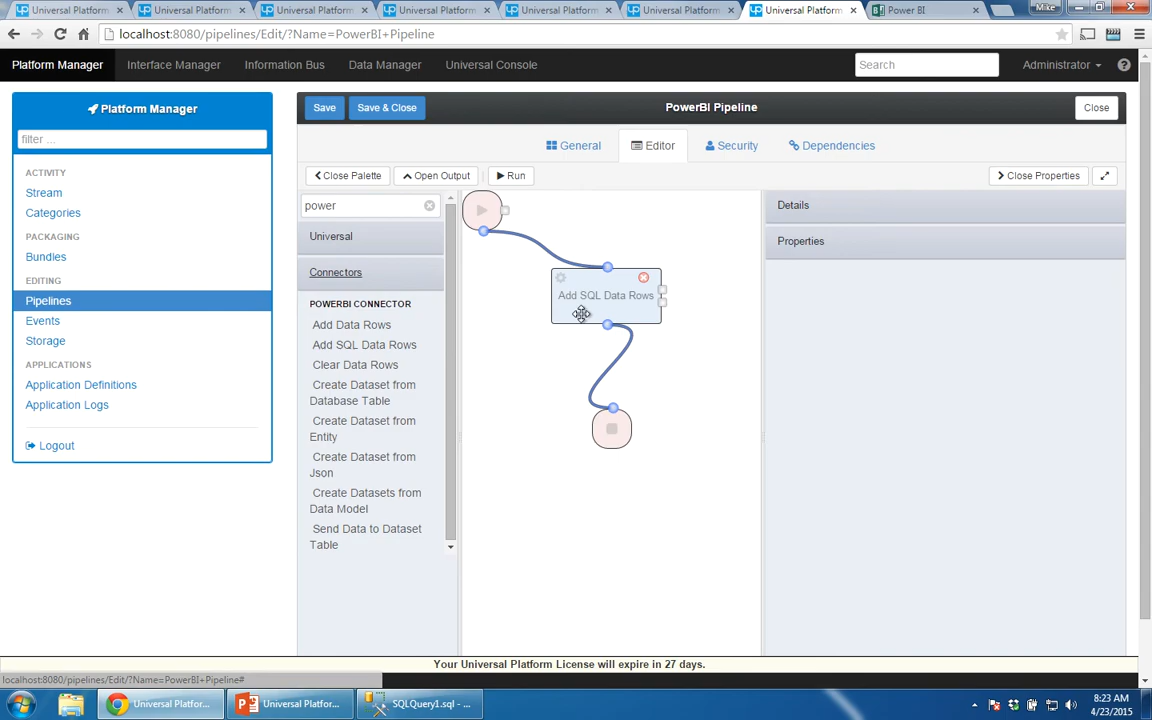 Universal Platform
Universal Platform
Universal Platform
Universal Platform
Universal Platform
Universal Platform
Universal Platform
Power BI
Mike
localhost:8080/pipelines/Edit/?Name=PowerBI+Pipeline
Platform Manager
Interface Manager
Information Bus
Data Manager
Universal Console
Search
Administrator
Platform Manager
filter ...
ACTIVITY
Stream
Categories
PACKAGING
Bundles
EDITING
Pipelines
Events
Storage
APPLICATIONS
Application Definitions
Application Logs
Logout
Save
Save & Close
PowerBI Pipeline
Close
General
Editor
Security
Dependencies
Close Palette
Open Output
Run
Close Properties
power
Universal
Connectors
POWERBI CONNECTOR
Add Data Rows
Add SQL Data Rows
Clear Data Rows
Create Dataset from
Database Table
Create Dataset from
Entity
Create Dataset from
Json
Create Datasets from
Data Model
Send Data to Dataset
Table
Add SQL Data Rows
Details
Properties
Your Universal Platform License will expire in 27 days.
localhost:8080/pipelines/Edit/?Name=PowerBI+Pipeline#
Universal Platfor...
Universal Platfor...
SQLQuery1.sql - ...
8:23 AM
4/23/2015